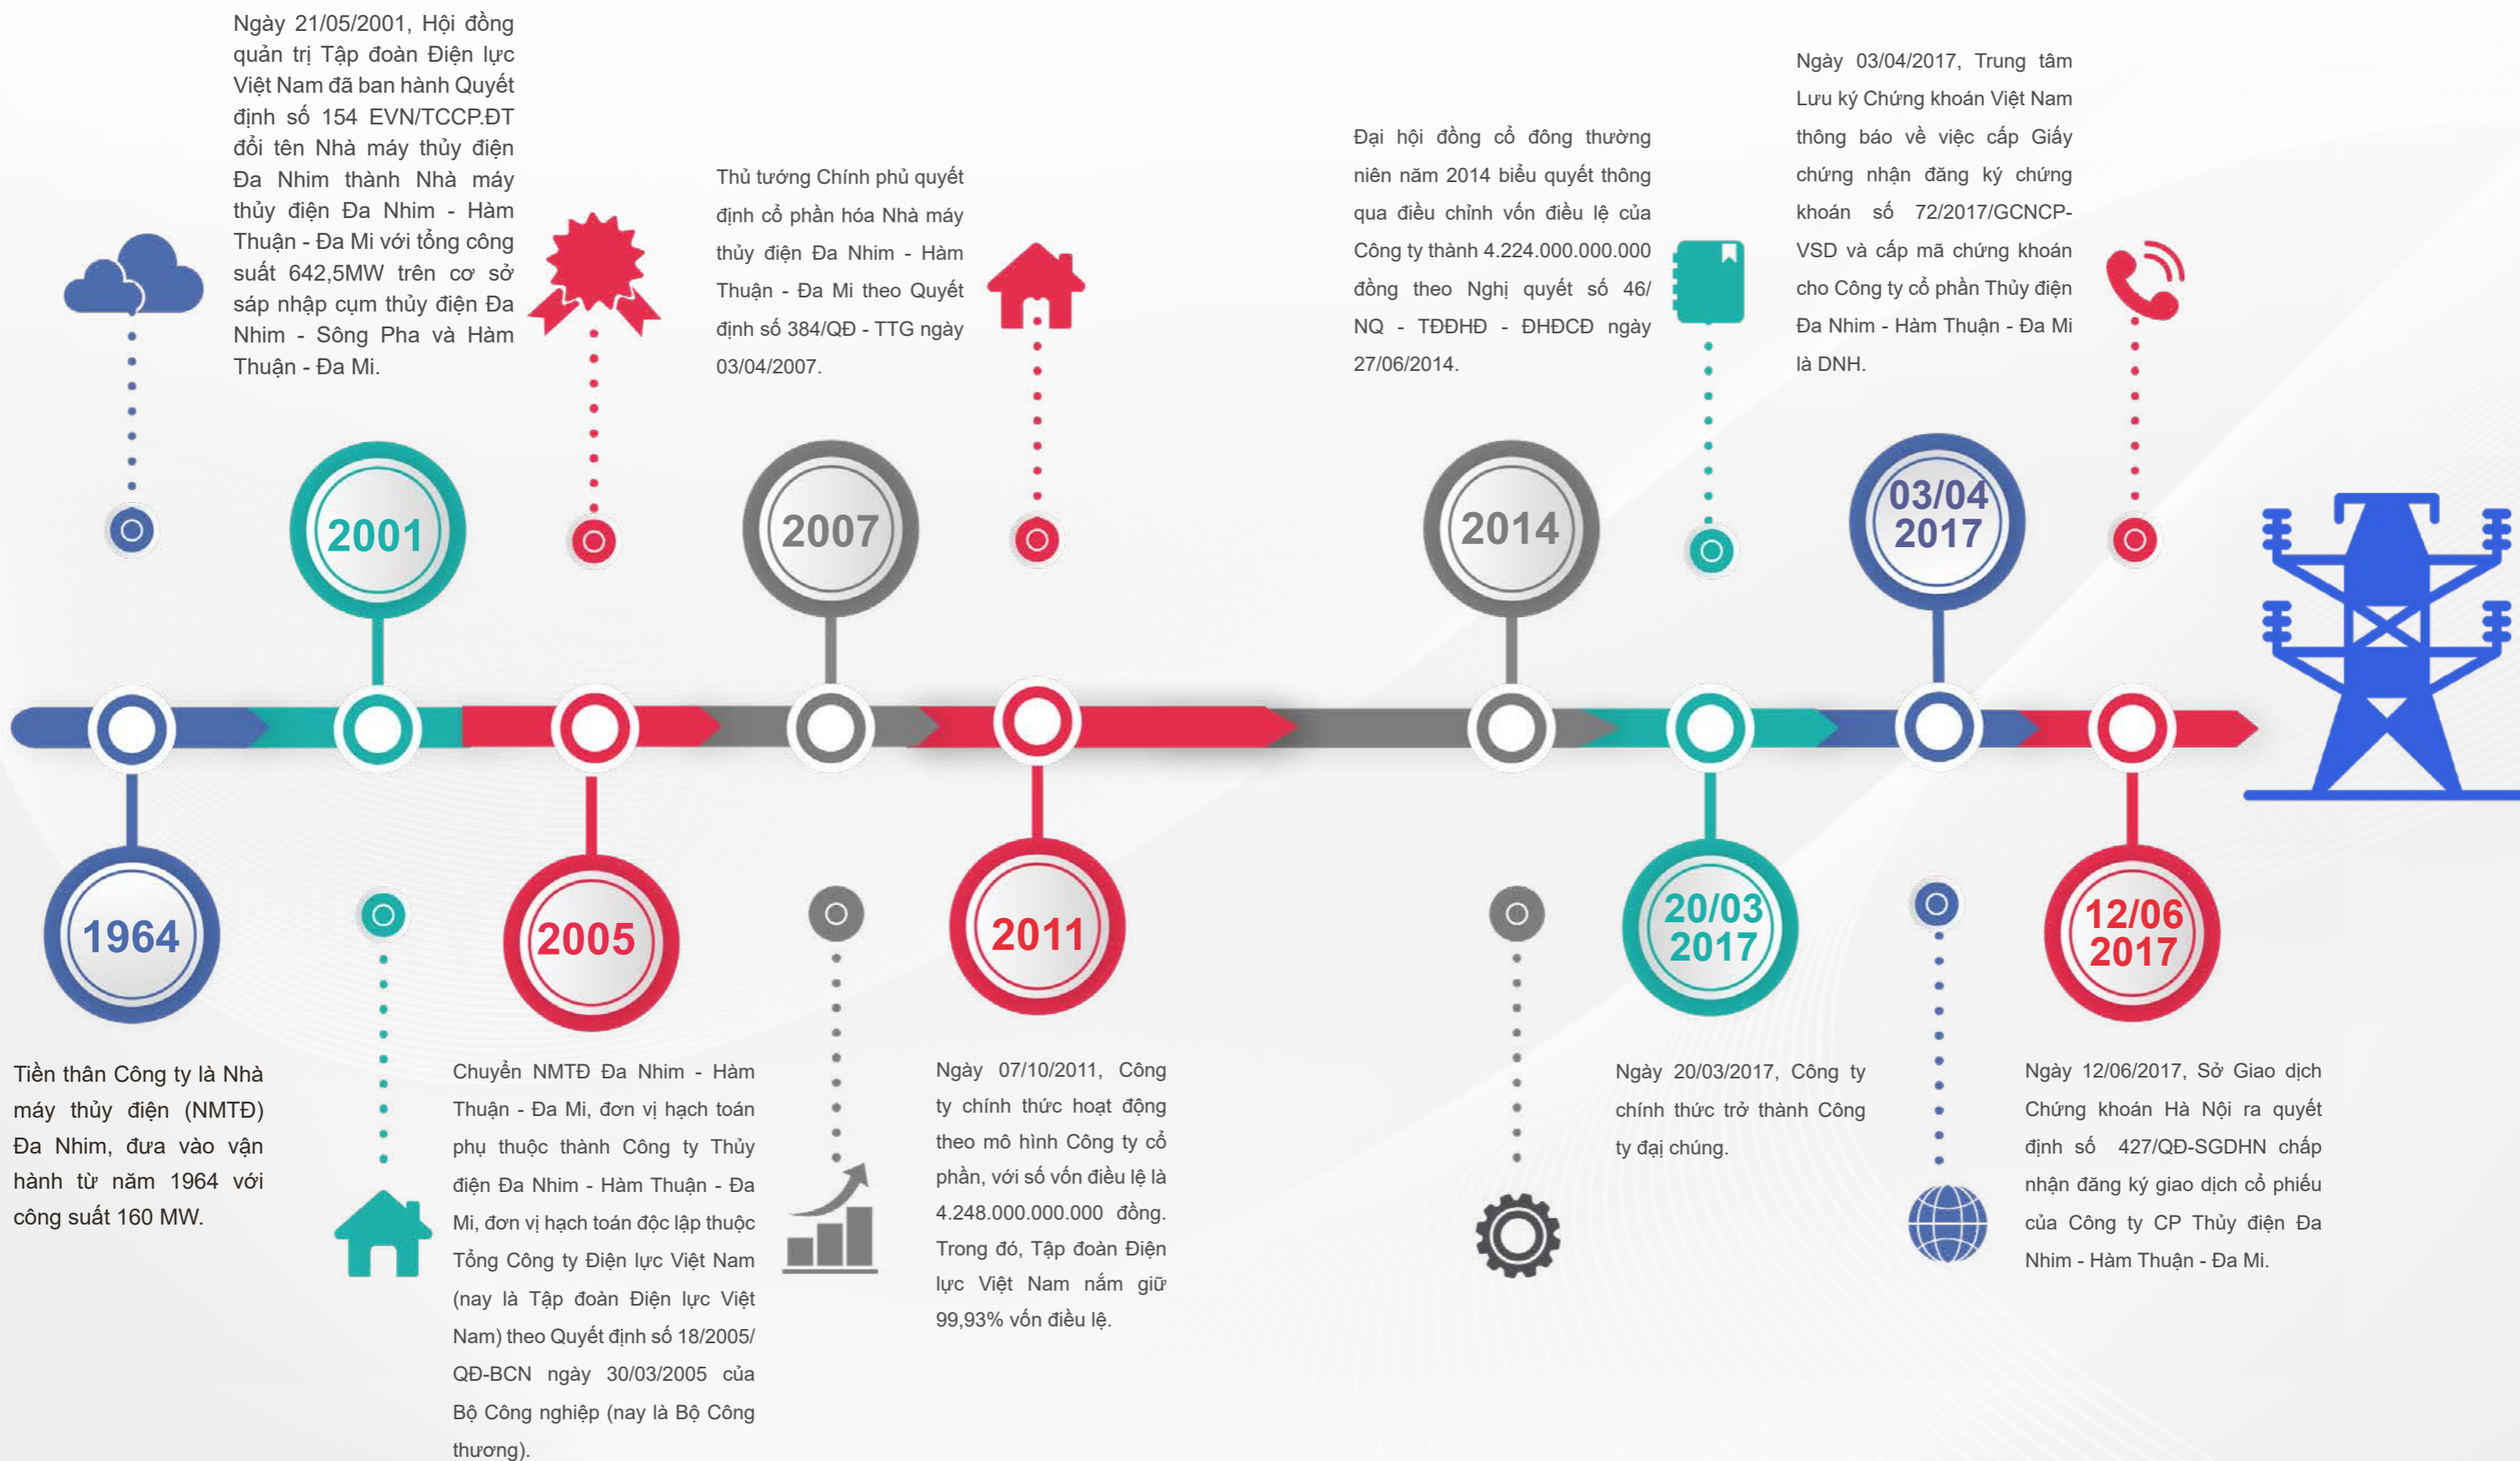 Ngày 21/05/2001, Hội đồng
quản trị Tập đoàn Điện lực
Việt Nam đã ban hành Quyết
định số 154 EVN/TCCP.ĐT
đổi tên Nhà máy thủy điện
Đa Nhim thành Nhà máy
thủy điện Đa Nhim - Hàm
Thuận - Đa Mi với tổng công
suất 642,5MW trên cơ sở
sáp nhập cụm thủy điện Đa
Nhim - Sông Pha và Hàm
Thuận - Đa Mi.
Thủ tướng Chính phủ quyết
định cổ phần hóa Nhà máy
thủy điện Đa Nhim - Hàm
Thuận - Đa Mi theo Quyết
định số 384/QĐ - TTG ngày
03/04/2007.
Đại hội đồng cổ đông thường
niên năm 2014 biểu quyết thông
qua điều chỉnh vốn điều lệ của
Công ty thành 4.224.000.000.000
đồng theo Nghị quyết số 46/
NQ - TĐĐHĐ - ĐHĐCĐ ngày
27/06/2014.
Ngày 03/04/2017, Trung tâm
Lưu ký Chứng khoán Việt Nam
thông báo về việc cấp Giấy
chứng nhận đăng ký chứng
khoán số 72/2017/GCNCP-
VSD và cấp mã chứng khoán
cho Công ty cổ phần Thủy điện
Đa Nhim - Hàm Thuận - Đa Mi
là DNH.
2001
2007
2014
03/04
2017
1964
2005
2011
20/03
2017
12/06
2017
Tiền thân Công ty là Nhà
máy thủy điện (NMTĐ)
Đa Nhim, đưa vào vận
hành từ năm 1964 với
công suất 160 MW.
Chuyển NMTĐ Đa Nhim - Hàm
Thuận - Đa Mi, đơn vị hạch toán
phụ thuộc thành Công ty Thủy
điện Đa Nhim - Hàm Thuận - Đa
Mi, đơn vị hạch toán độc lập thuộc
Tổng Công ty Điện lực Việt Nam
(nay là Tập đoàn Điện lực Việt
Nam) theo Quyết định số 18/2005/
QĐ-BCN ngày 30/03/2005 của
Bộ Công nghiệp (nay là Bộ Công
thương).
Ngày 07/10/2011, Công
ty chính thức hoạt động
theo mô hình Công ty cổ
phần, với số vốn điều lệ là
4.248.000.000.000 đồng.
Trong đó, Tập đoàn Điện
lực Việt Nam nắm giữ
99,93% vốn điều lệ.
Ngày 20/03/2017, Công ty
chính thức trở thành Công
ty đại chúng.
Ngày 12/06/2017, Sở Giao dịch
Chứng khoán Hà Nội ra quyết
định số 427/QĐ-SGDHN chấp
nhận đăng ký giao dịch cổ phiếu
của Công ty CP Thủy điện Đa
Nhim - Hàm Thuận - Đa Mi.